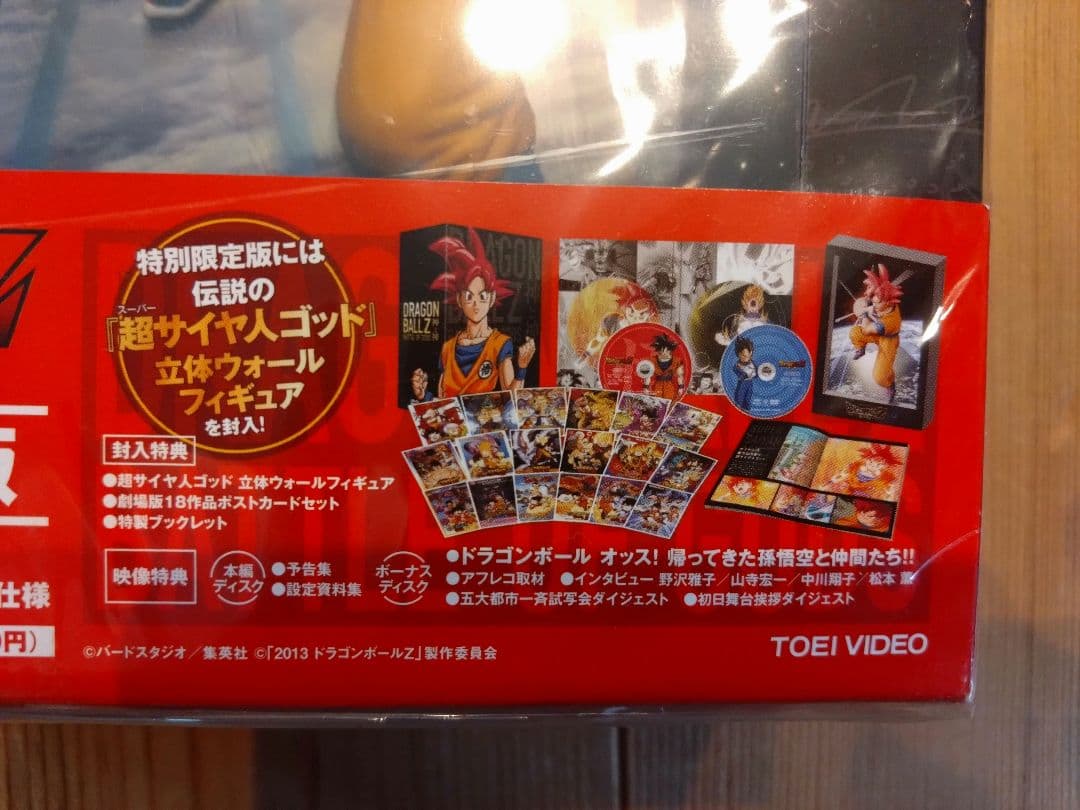 特別限定版には
伝説の
スーパー
『超サイヤ人ゴッド』
立体ウォール
フィギュア
を封入!
封入特典
●超サイヤ人ゴッド 立体ウォールフィギュア
●劇場版18作品ポストカードセット
●特製ブックレット
映像特典
本編
ディスク
●予告集
●設定資料集
ボーナス
ディスク
●ドラゴンボール オッス! 帰ってきた孫悟空と仲間たち!!
●アフレコ取材 ●インタビュー 野沢雅子/山寺宏一/中川翔子/松本 薫
●五大都市一斉試写会ダイジェスト ●初日舞台挨拶ダイジェスト
仕様
円)
©バードスタジオ/集英社 ©「2013 ドラゴンボールZ」製作委員会
TOEI VIDEO
DRAGON
BALL Z